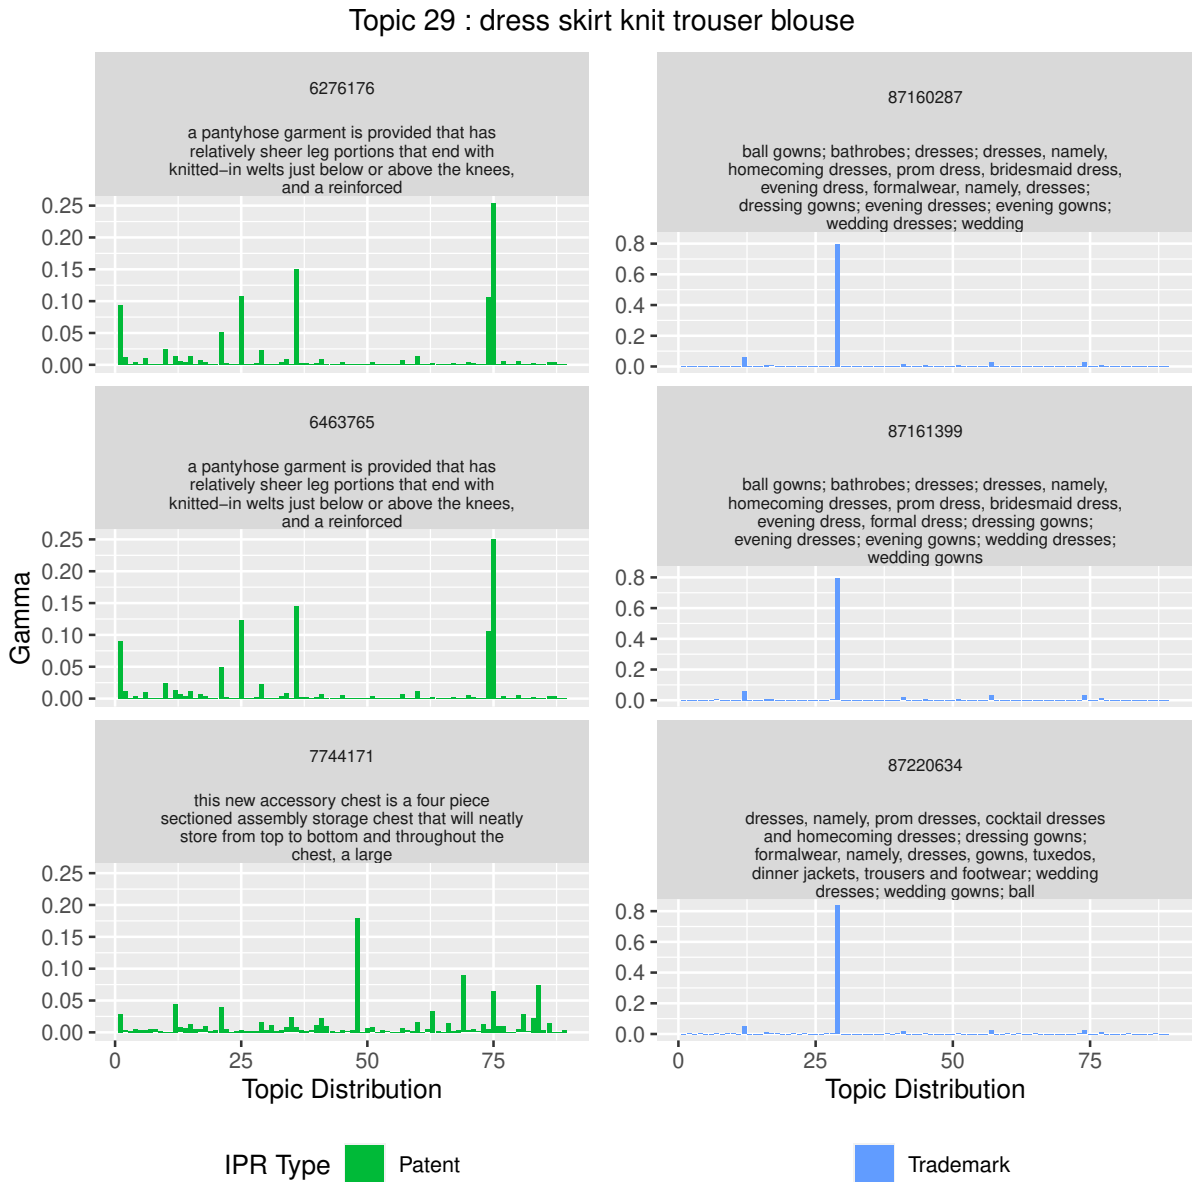 Topic 29 : dress skirt knit trouser blouse
6276176
a pantyhose garment is provided that has
relatively sheer leg portions that end with
knitted−in welts just below or above the knees,
and a reinforced
0.25
0.20
0.15
0.10
0.05
0.00
87160287
ball gowns; bathrobes; dresses; dresses, namely,
homecoming dresses, prom dress, bridesmaid dress,
evening dress, formalwear, namely, dresses;
dressing gowns; evening dresses; evening gowns;
wedding dresses; wedding
0.8
0.6
0.4
0.2
0.0
6463765
a pantyhose garment is provided that has
relatively sheer leg portions that end with
knitted−in welts just below or above the knees,
and a reinforced
0.25
0.20
0.15
0.10
0.05
0.00
87161399
ball gowns; bathrobes; dresses; dresses, namely,
homecoming dresses, prom dress, bridesmaid dress,
evening dress, formal dress; dressing gowns;
evening dresses; evening gowns; wedding dresses;
wedding gowns
0.8
0.6
0.4
0.2
0.0
Gamma
7744171
this new accessory chest is a four piece
sectioned assembly storage chest that will neatly
store from top to bottom and throughout the
chest, a large
0.25
0.20
0.15
0.10
0.05
0.00
0 25 50 75
Topic Distribution
87220634
dresses, namely, prom dresses, cocktail dresses
and homecoming dresses; dressing gowns;
formalwear, namely, dresses, gowns, tuxedos,
dinner jackets, trousers and footwear; wedding
dresses; wedding gowns; ball
0.8
0.6
0.4
0.2
0.0
0 25 50 75
Topic Distribution
IPR Type Patent Trademark